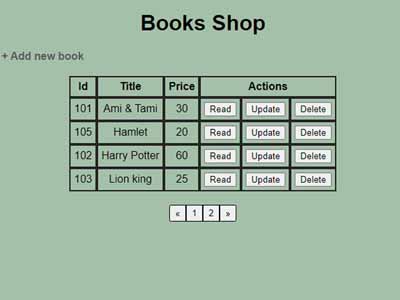 Books Shop
+ Add new book
Id Title Price Actions
101 Ami & Tami 30 Read Update Delete
105 Hamlet 20 Read Update Delete
102 Harry Potter 60 Read Update Delete
103 Lion king 25 Read Update Delete
« 1 2 »